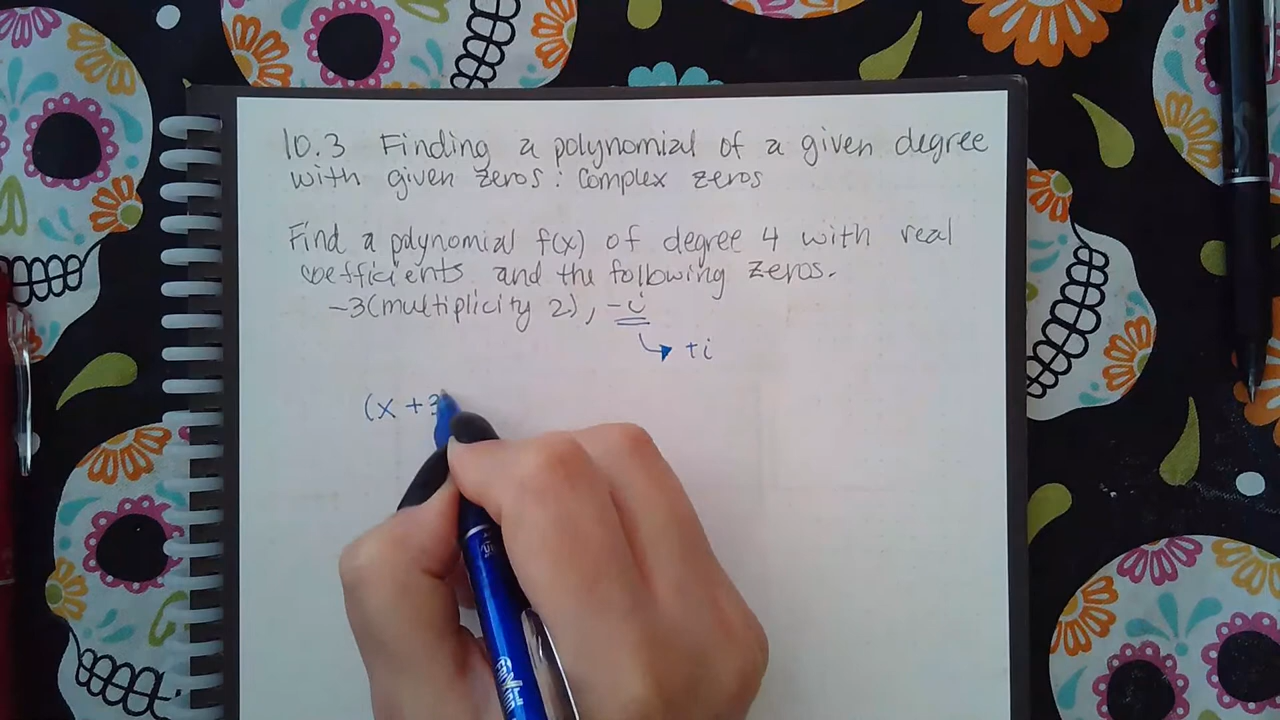 10.3 Finding a polynomial of a given degree
with given zeros: Complex zeros
Find a polynomial f(x) of degree 4 with real
coefficients and the following zeros.
-3(multiplicity 2), -i
+i
(x +3